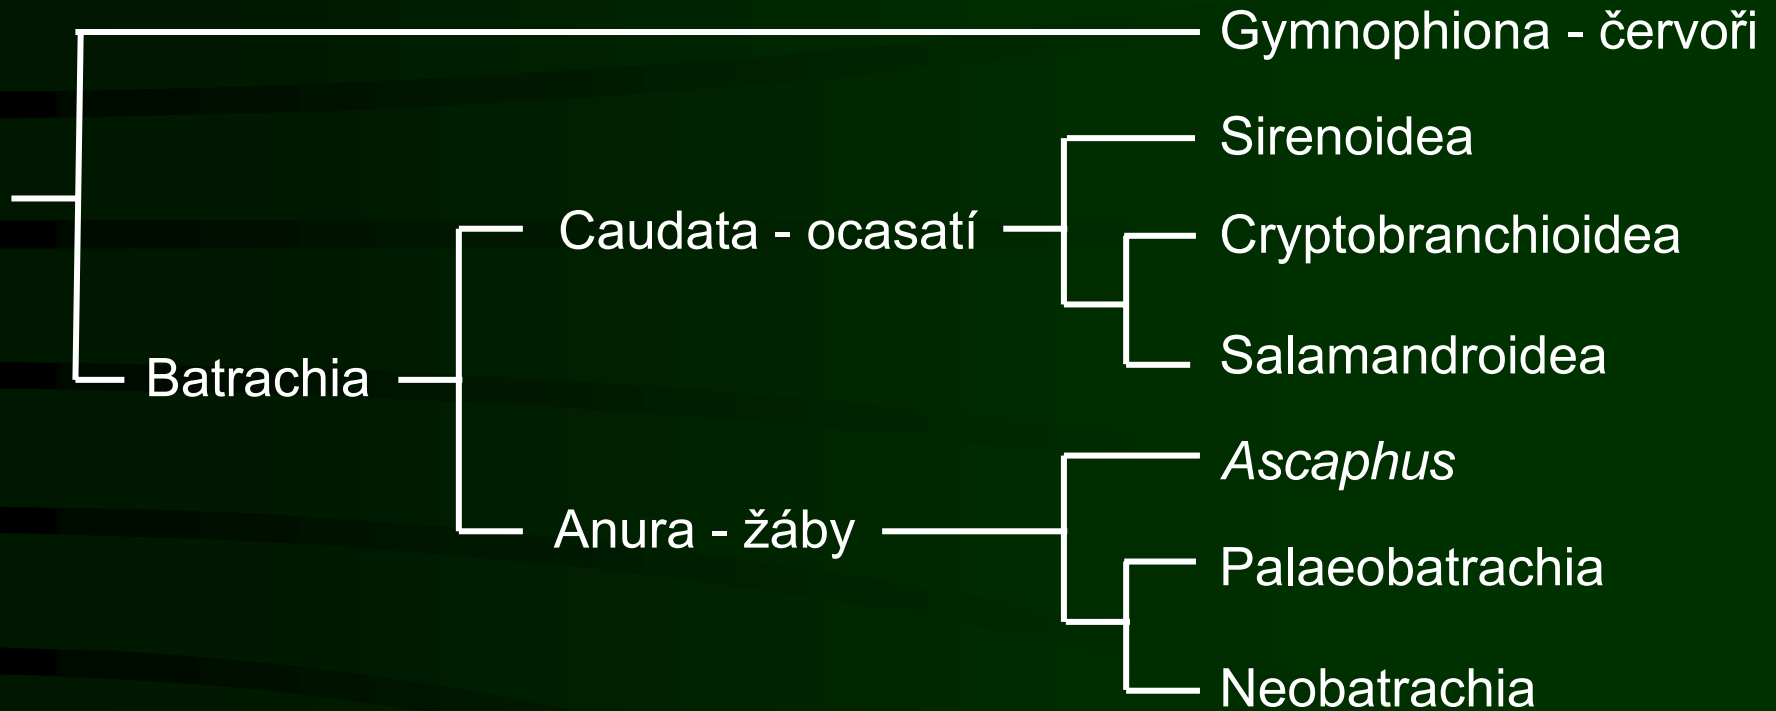 Gymnophiona - červoři
Sirenoidea
Cryptobranchioidea
Caudata - ocasatí
Salamandroidea
Batrachia
Ascaphus
Anura - žáby
Palaeobatrachia
Neobatrachia